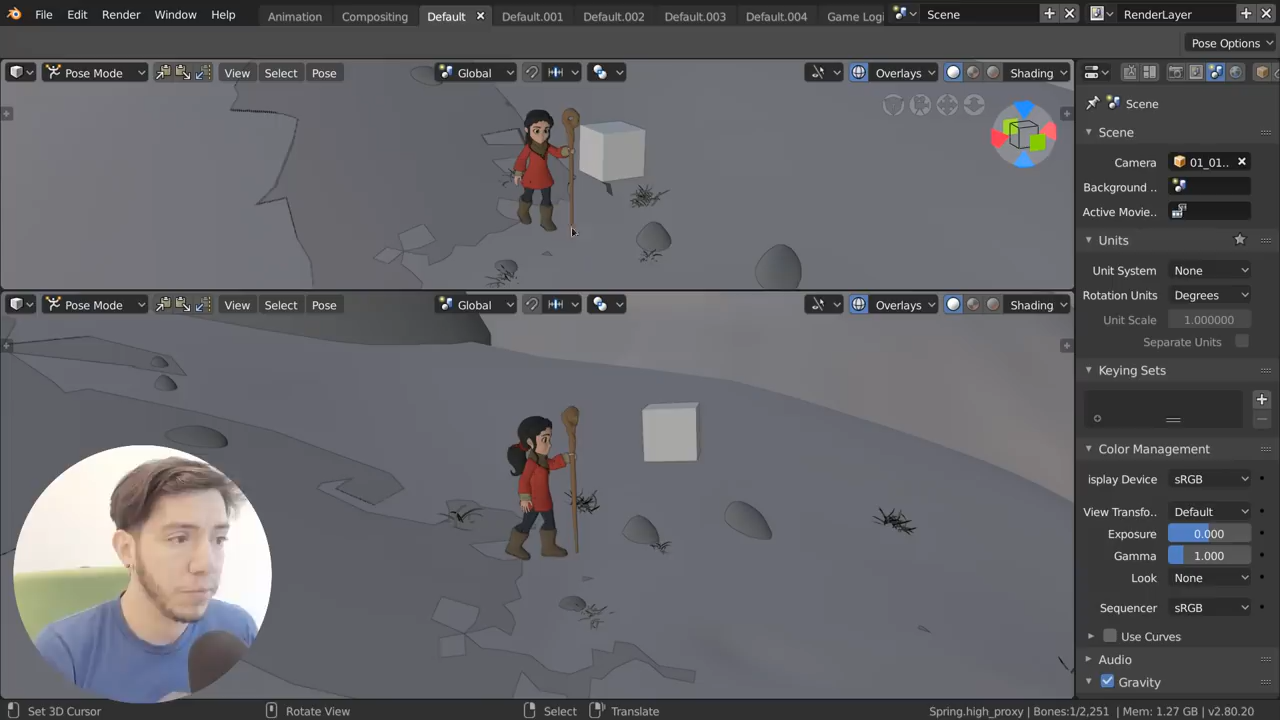 File Edit Render Window Help Animation Compositing Default Default.001 Default.002 Default.003 Default.004 Game Logi Scene RenderLayer
Pose Options
Pose Mode View Select Pose Global Overlays Shading
Scene
Scene
Camera 01_01..
Background ..
Active Movie..
Units
Unit System None
Rotation Units Degrees
Unit Scale 1.000000
Separate Units
Pose Mode View Select Pose Global Overlays Shading
Keying Sets
Color Management
isplay Device sRGB
View Transfo.. Default
Exposure 0.000
Gamma 1.000
Look None
Sequencer sRGB
Use Curves
Audio
Gravity
Set 3D Cursor Rotate View Select Translate Spring.high_proxy | Bones:1/2,251 | Mem: 1.27 GB | v2.80.20